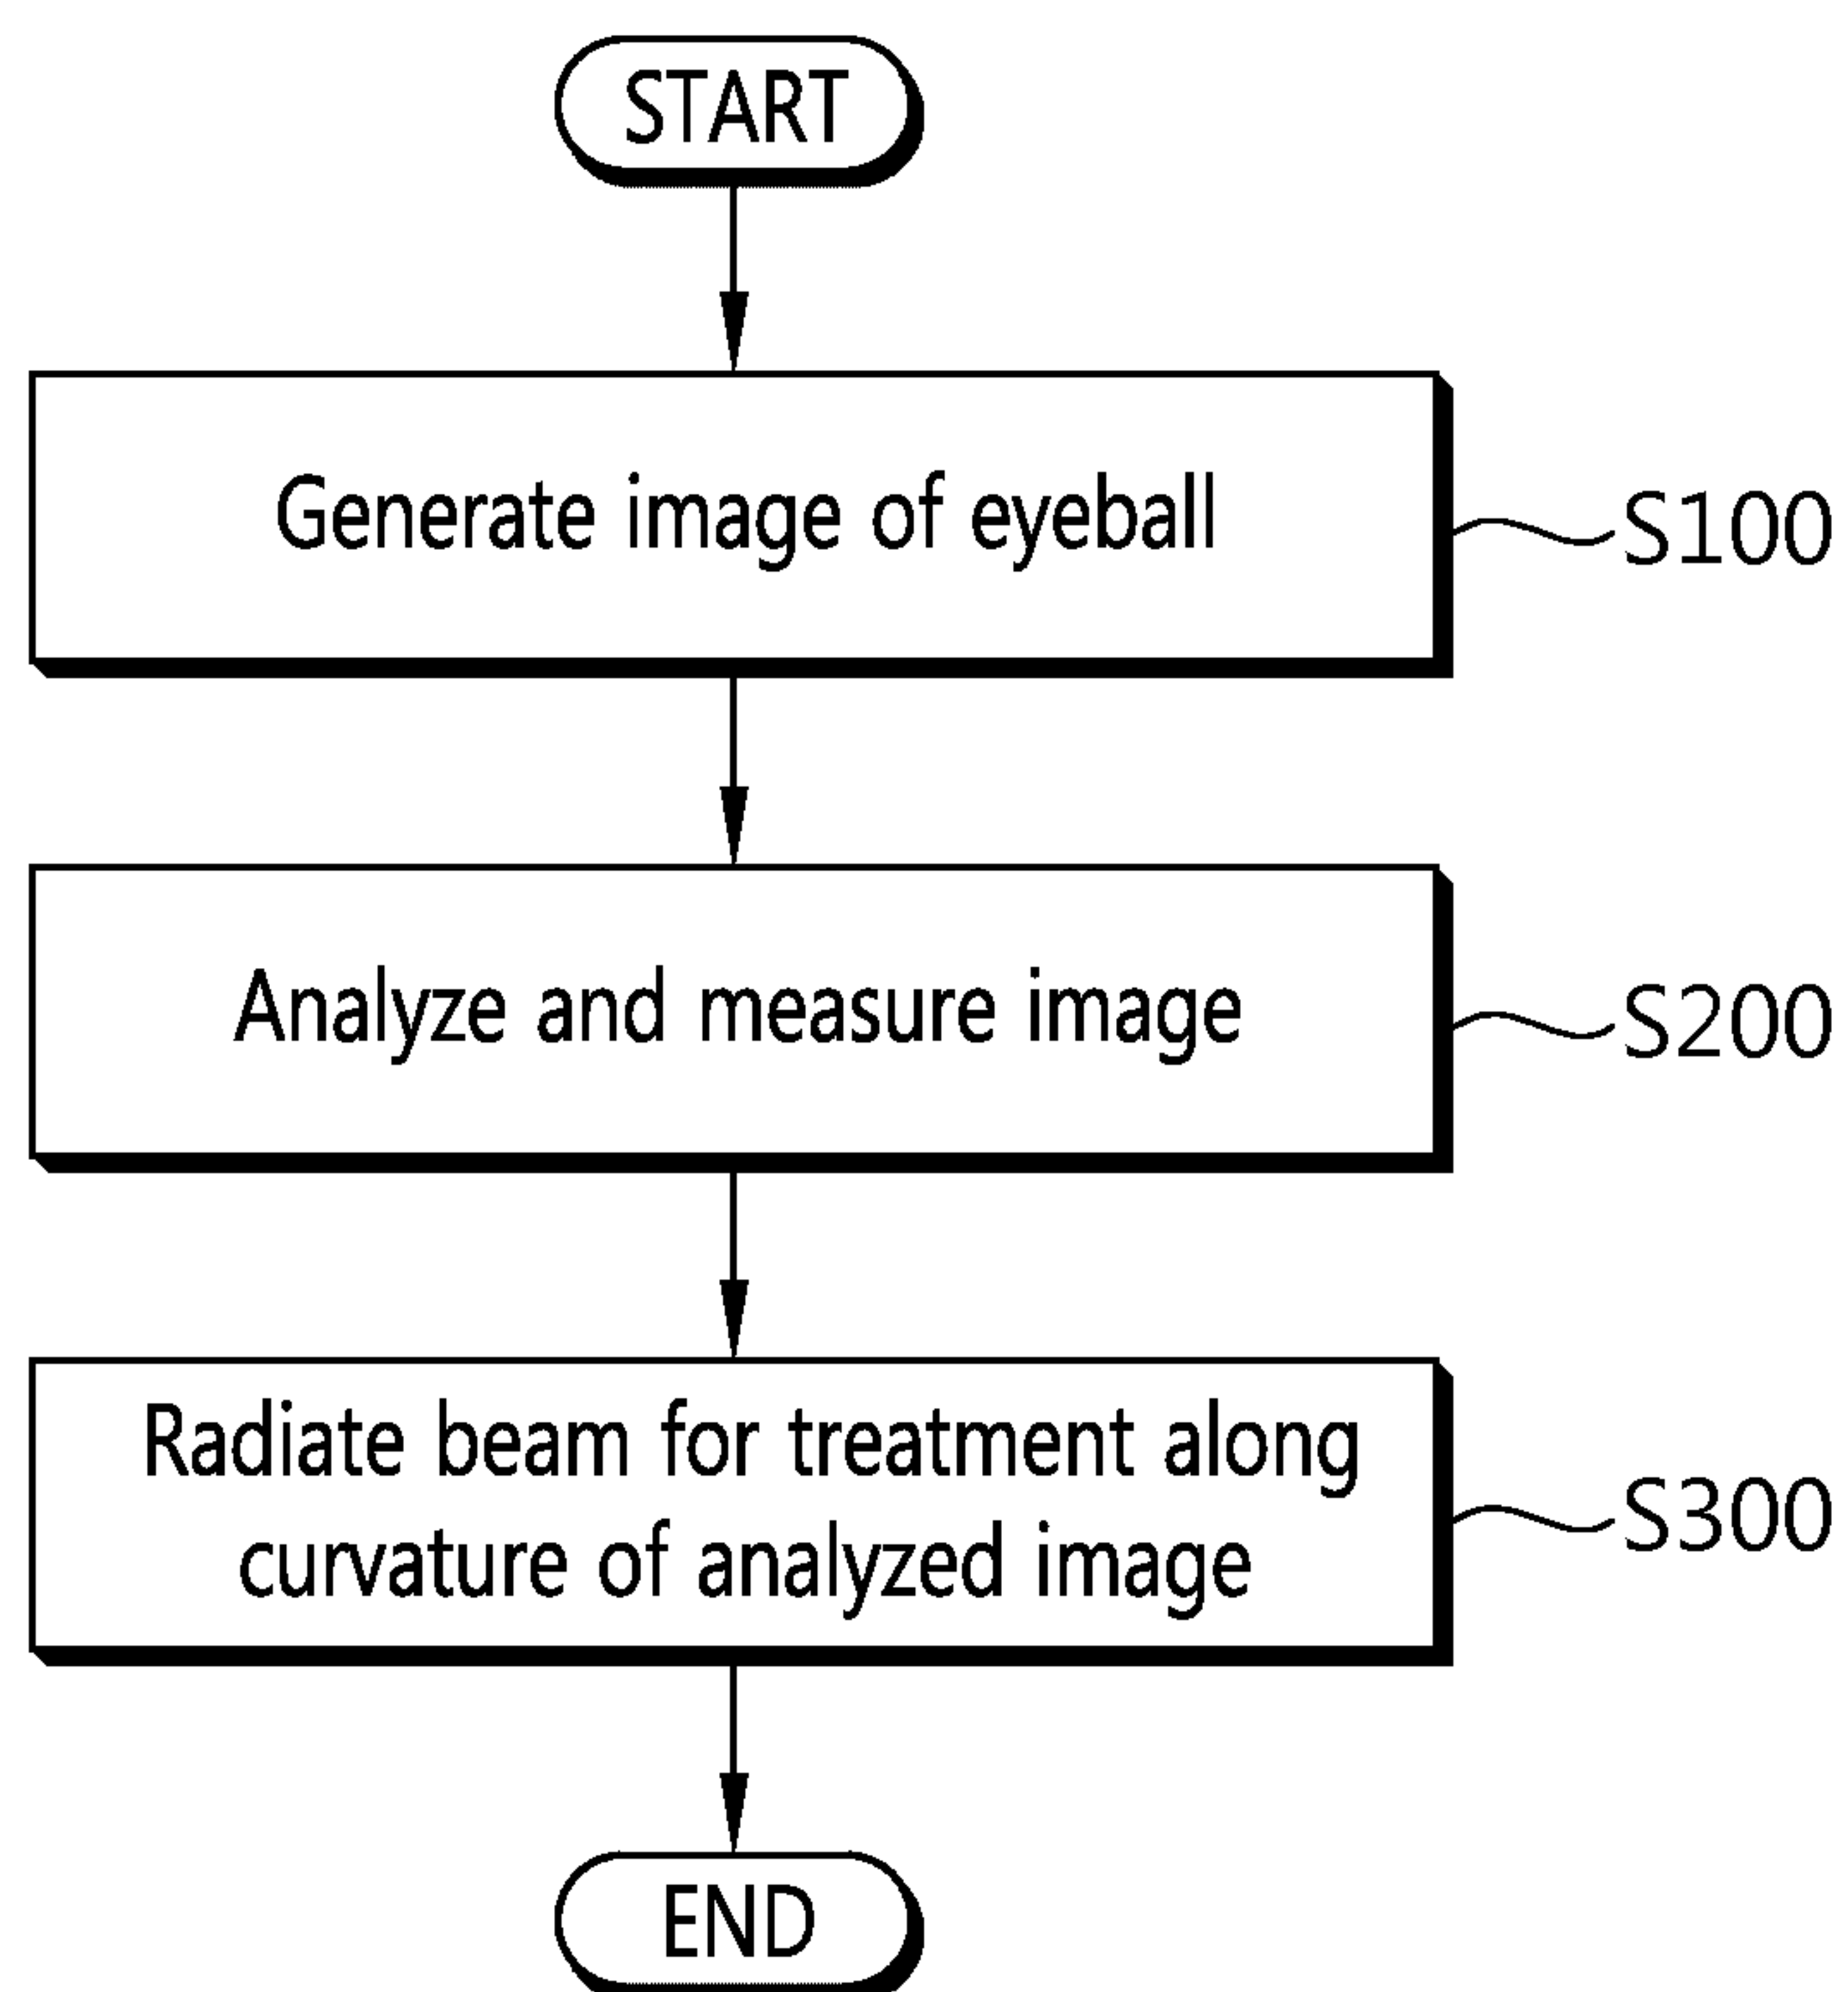 START
Generate image of eyeball
S100
Analyze and measure image
S200
Radiate beam for treatment along
curvature of analyzed image
S300
END